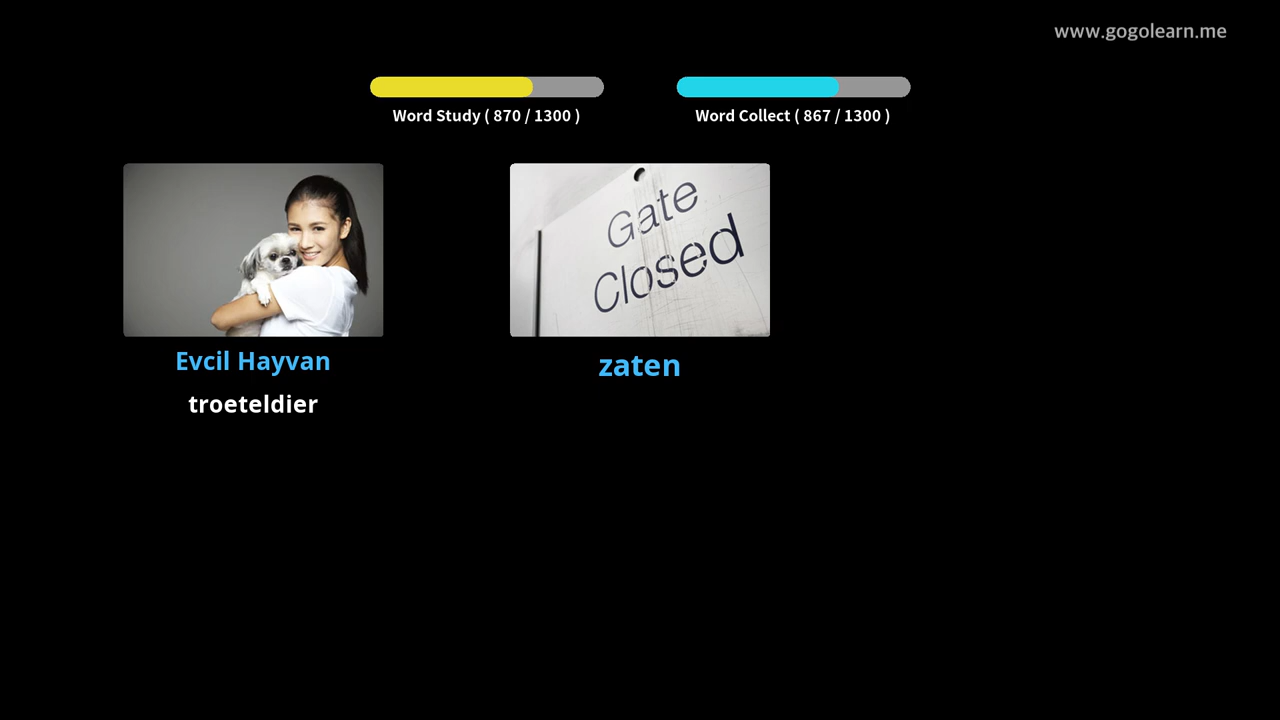 www.gogolearn.me
Word Study ( 870 / 1300 )
Word Collect ( 867 / 1300 )
Gate
Closed
Evcil Hayvan
troeteldier
zaten